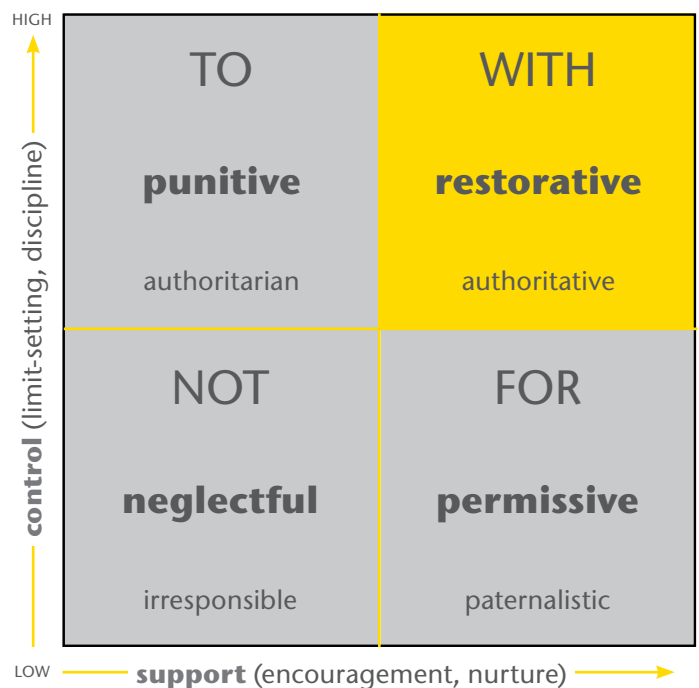 HIGH
TO
WITH
punitive
restorative
authoritarian
authoritative
control (limit-setting, discipline)
NOT
FOR
neglectful
permissive
irresponsible
paternalistic
LOW
support (encouragement, nurture)